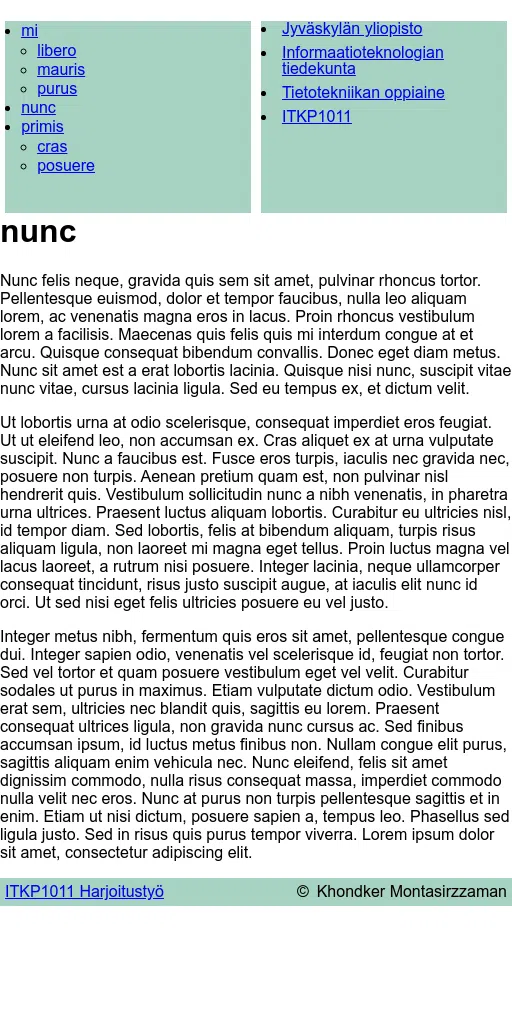 mi
libero
mauris
purus
nunc
primis
cras
posuere
Jyväskylän yliopisto
Informaatioteknologian
tiedekunta
Tietotekniikan oppiaine
ITKP1011
nunc
Nunc felis neque, gravida quis sem sit amet, pulvinar rhoncus tortor.
Pellentesque euismod, dolor et tempor faucibus, nulla leo aliquam
lorem, ac venenatis magna eros in lacus. Proin rhoncus vestibulum
lorem a facilisis. Maecenas quis felis quis mi interdum congue at et
arcu. Quisque consequat bibendum convallis. Donec eget diam metus.
Nunc sit amet est a erat lobortis lacinia. Quisque nisi nunc, suscipit vitae
nunc vitae, cursus lacinia ligula. Sed eu tempus ex, et dictum velit.
Ut lobortis urna at odio scelerisque, consequat imperdiet eros feugiat.
Ut ut eleifend leo, non accumsan ex. Cras aliquet ex at urna vulputate
suscipit. Nunc a faucibus est. Fusce eros turpis, iaculis nec gravida nec,
posuere non turpis. Aenean pretium quam est, non pulvinar nisl
hendrerit quis. Vestibulum sollicitudin nunc a nibh venenatis, in pharetra
urna ultrices. Praesent luctus aliquam lobortis. Curabitur eu ultricies nisl,
id tempor diam. Sed lobortis, felis at bibendum aliquam, turpis risus
aliquam ligula, non laoreet mi magna eget tellus. Proin luctus magna vel
lacus laoreet, a rutrum nisi posuere. Integer lacinia, neque ullamcorper
consequat tincidunt, risus justo suscipit augue, at iaculis elit nunc id
orci. Ut sed nisi eget felis ultricies posuere eu vel justo.
Integer metus nibh, fermentum quis eros sit amet, pellentesque congue
dui. Integer sapien odio, venenatis vel scelerisque id, feugiat non tortor.
Sed vel tortor et quam posuere vestibulum eget vel velit. Curabitur
sodales ut purus in maximus. Etiam vulputate dictum odio. Vestibulum
erat sem, ultricies nec blandit quis, sagittis eu lorem. Praesent
consequat ultrices ligula, non gravida nunc cursus ac. Sed finibus
accumsan ipsum, id luctus metus finibus non. Nullam congue elit purus,
sagittis aliquam enim vehicula nec. Nunc eleifend, felis sit amet
dignissim commodo, nulla risus consequat massa, imperdiet commodo
nulla velit nec eros. Nunc at purus non turpis pellentesque sagittis et in
enim. Etiam ut nisi dictum, posuere sapien a, tempus leo. Phasellus sed
ligula justo. Sed in risus quis purus tempor viverra. Lorem ipsum dolor
sit amet, consectetur adipiscing elit.
ITKP1011 Harjoitustyö
© Khondker Montasirzzaman